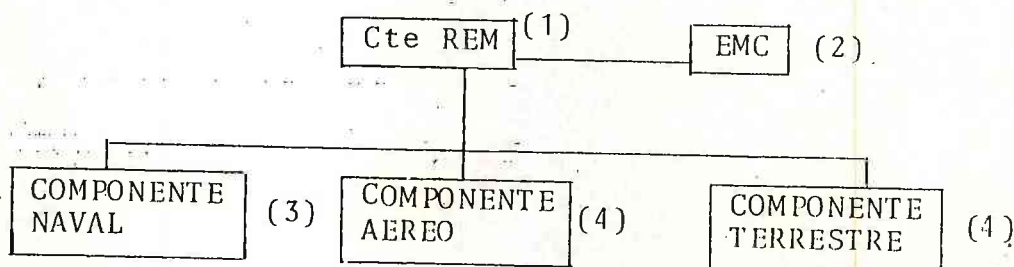 Cte REM (1)
EMC (2)
COMPONENTE
NAVAL (3)
COMPONENTE
AEREO (4)
COMPONENTE
TERRESTRE (4)